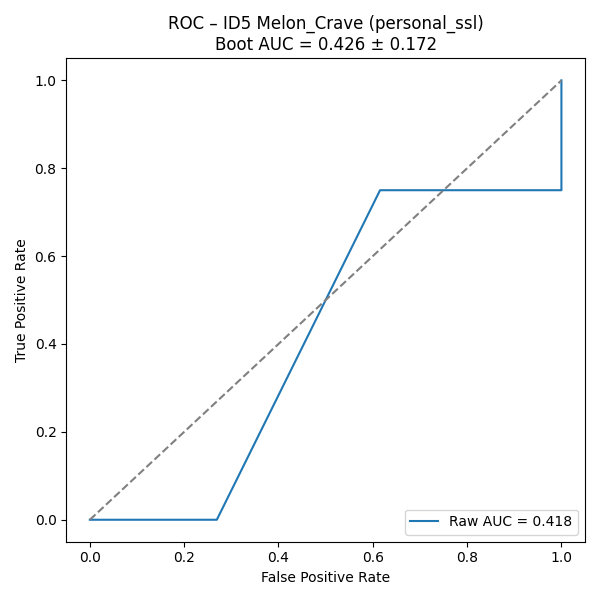 ROC – ID5 Melon_Crave (personal_ssl)
Boot AUC = 0.426 ± 0.172
1.0
0.8
0.6
0.4
0.2
0.0
True Positive Rate
Raw AUC = 0.418
0.0 0.2 0.4 0.6 0.8 1.0
False Positive Rate